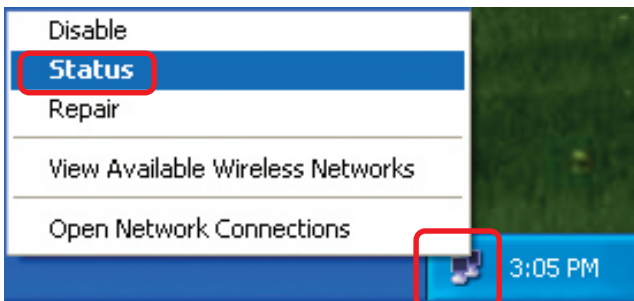 Disable
Status
Repair
View Available Wireless Networks
Open Network Connections
3:05 PM